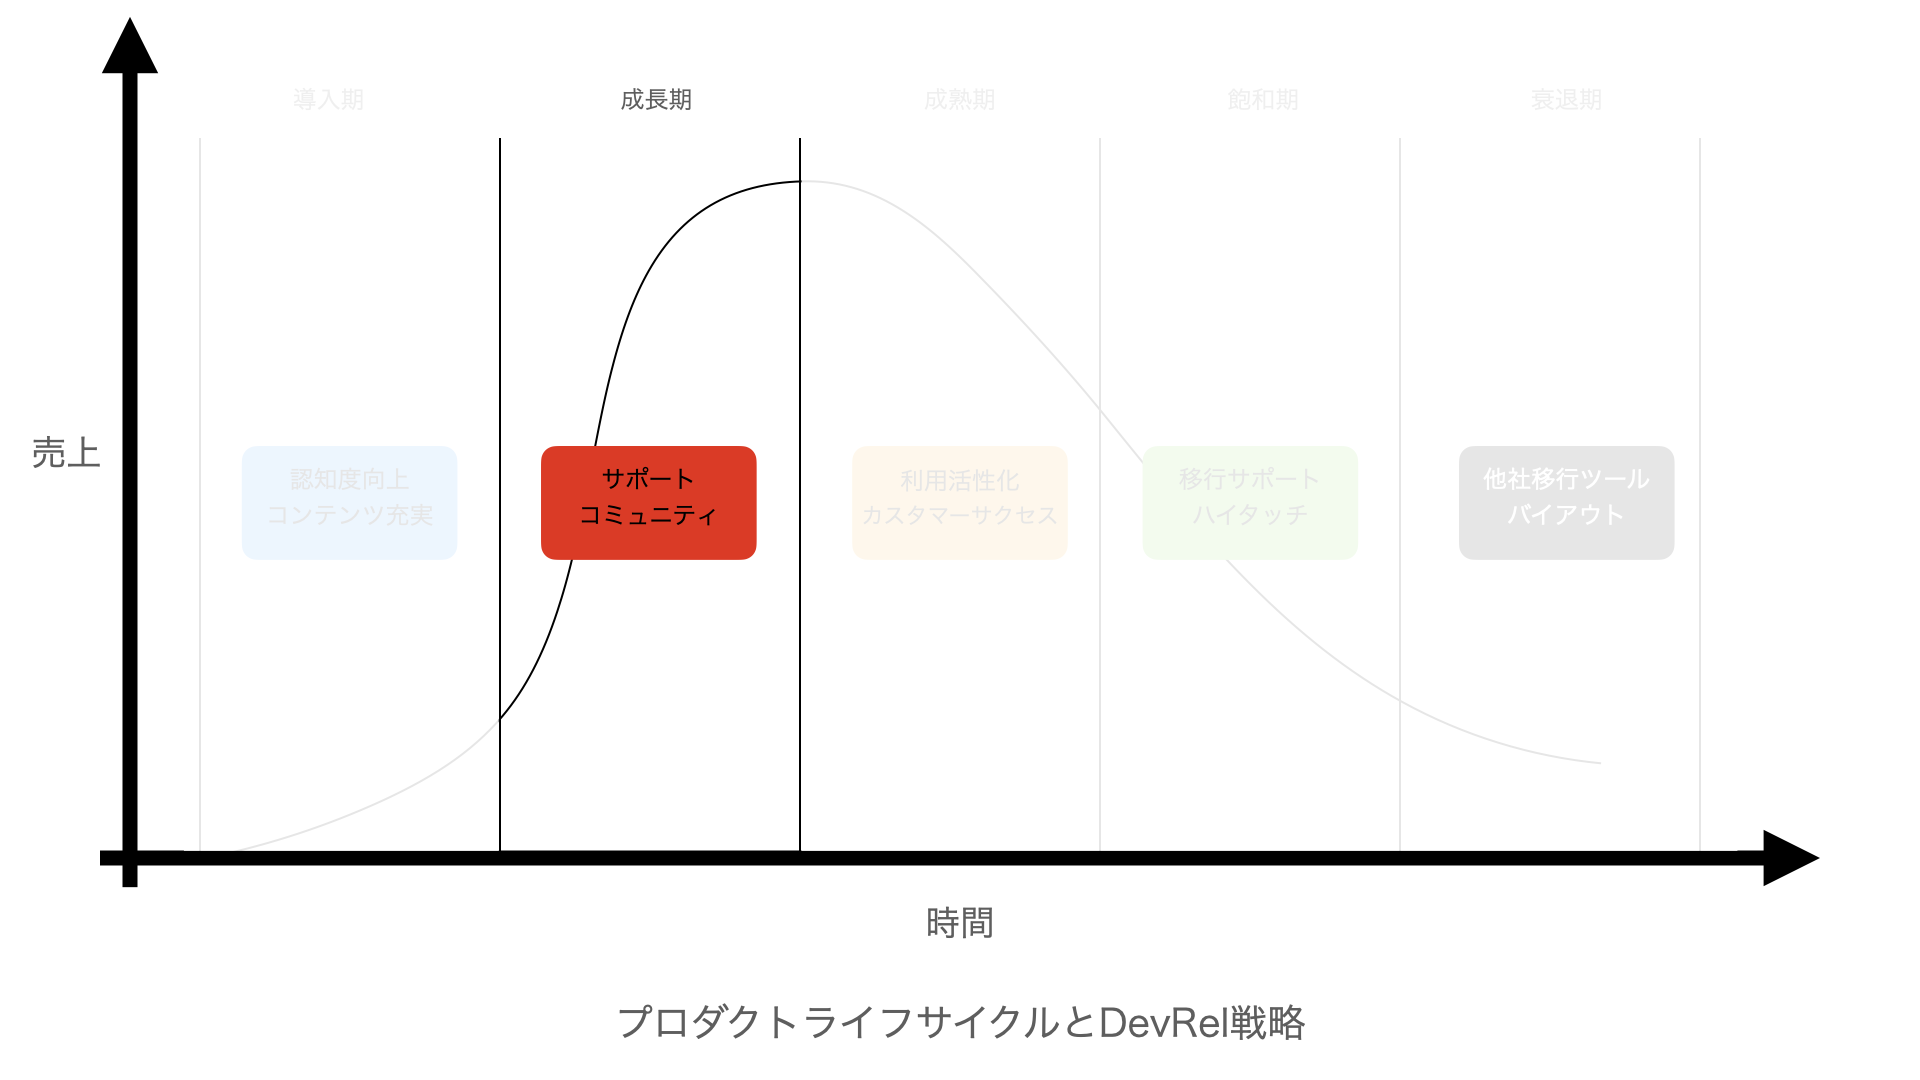 導入期
成長期
成熟期
飽和期
衰退期
売上
認知度向上
コンテンツ充実
サポート
コミュニティ
利用活性化
カスタマーサクセス
移行サポート
ハイタッチ
他社移行ツール
バイアウト
時間
プロダクトライフサイクルとDevRel戦略